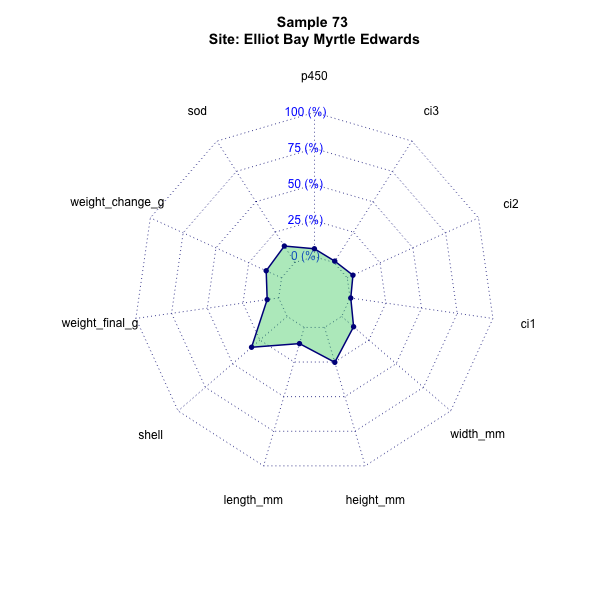 Sample 73
Site: Elliot Bay Myrtle Edwards
p450
sod
ci3
100 (%)
75 (%)
weight_change_g
ci2
50 (%)
25 (%)
0 (%)
weight_final_g
ci1
shell
width_mm
length_mm
height_mm